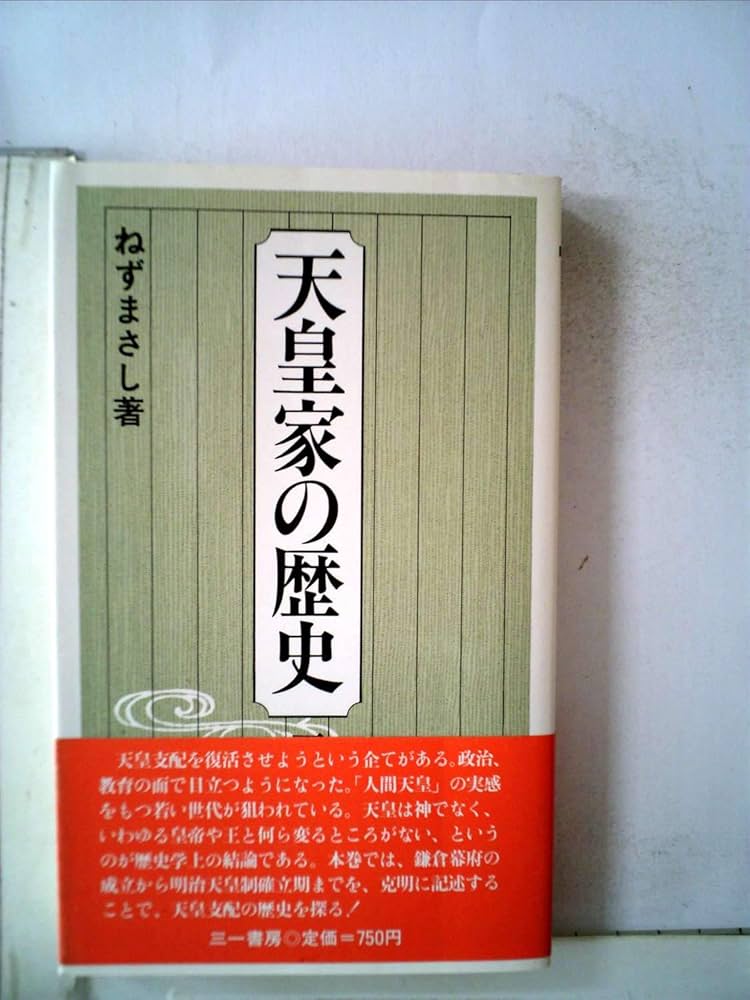 天皇家の歴史
ねずまさし著
天皇支配を復活させようという企てがある。政治、
教育の面で目立つようになった。「人間天皇」の実感
をもつ若い世代が狙われている。天皇は神でなく、
いわゆる皇帝や王と何ら変るところがない、という
のが歴史学上の結論である。本巻では、鎌倉幕府の
成立から明治天皇制確立期までを、克明に記述する
ことで、天皇支配の歴史を探る!
三一書房◎定価=750円